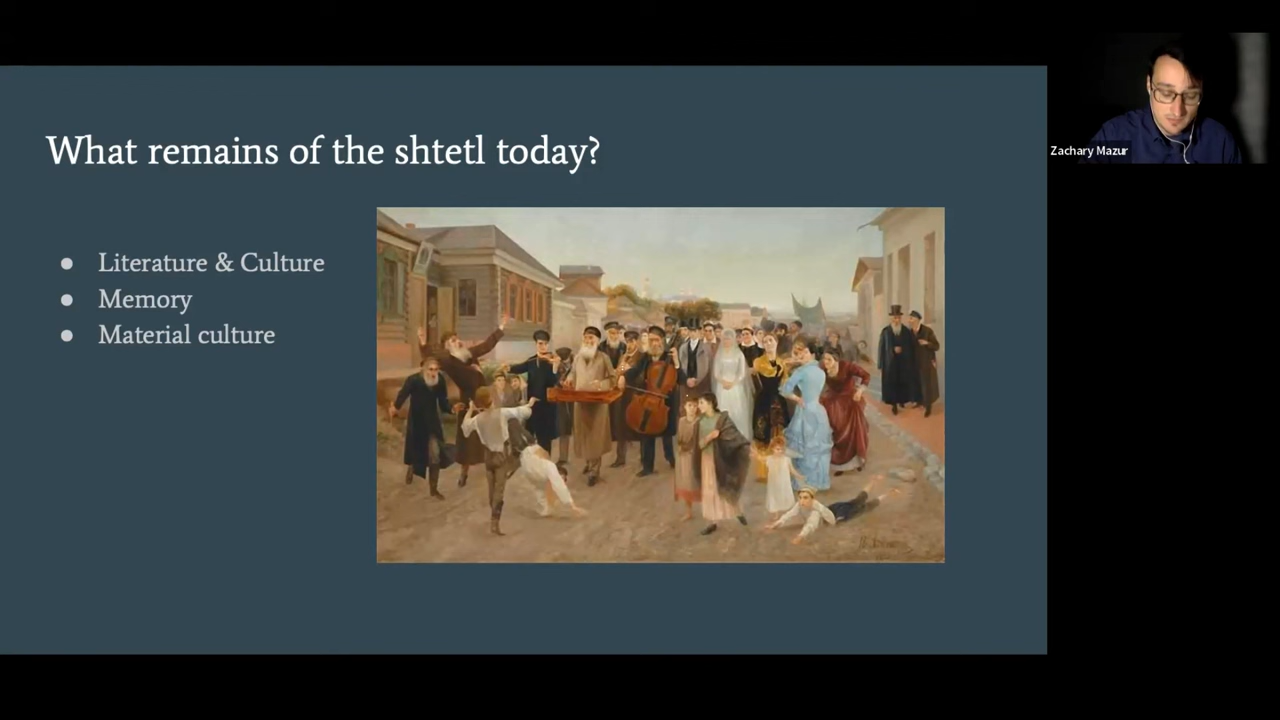 What remains of the shtetl today?
● Literature & Culture
● Memory
● Material culture
Zachary Mazur